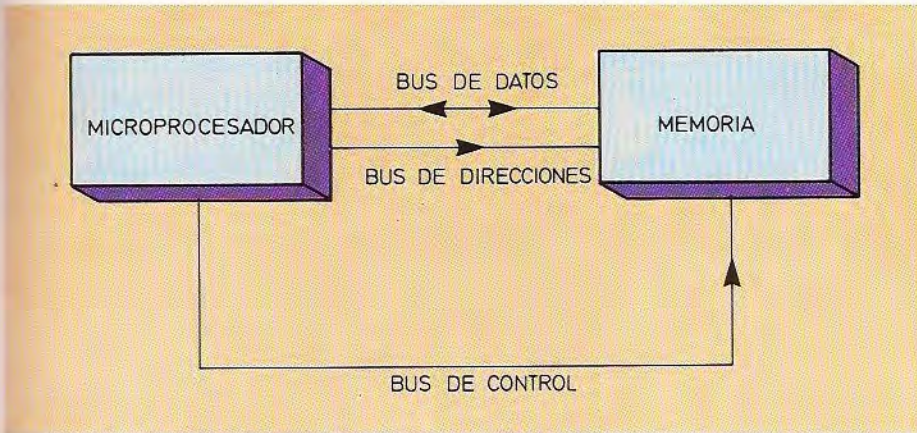 BUS DE DATOS
MICROPROCESADOR
MEMORIA
BUS DE DIRECCIONES
BUS DE CONTROL